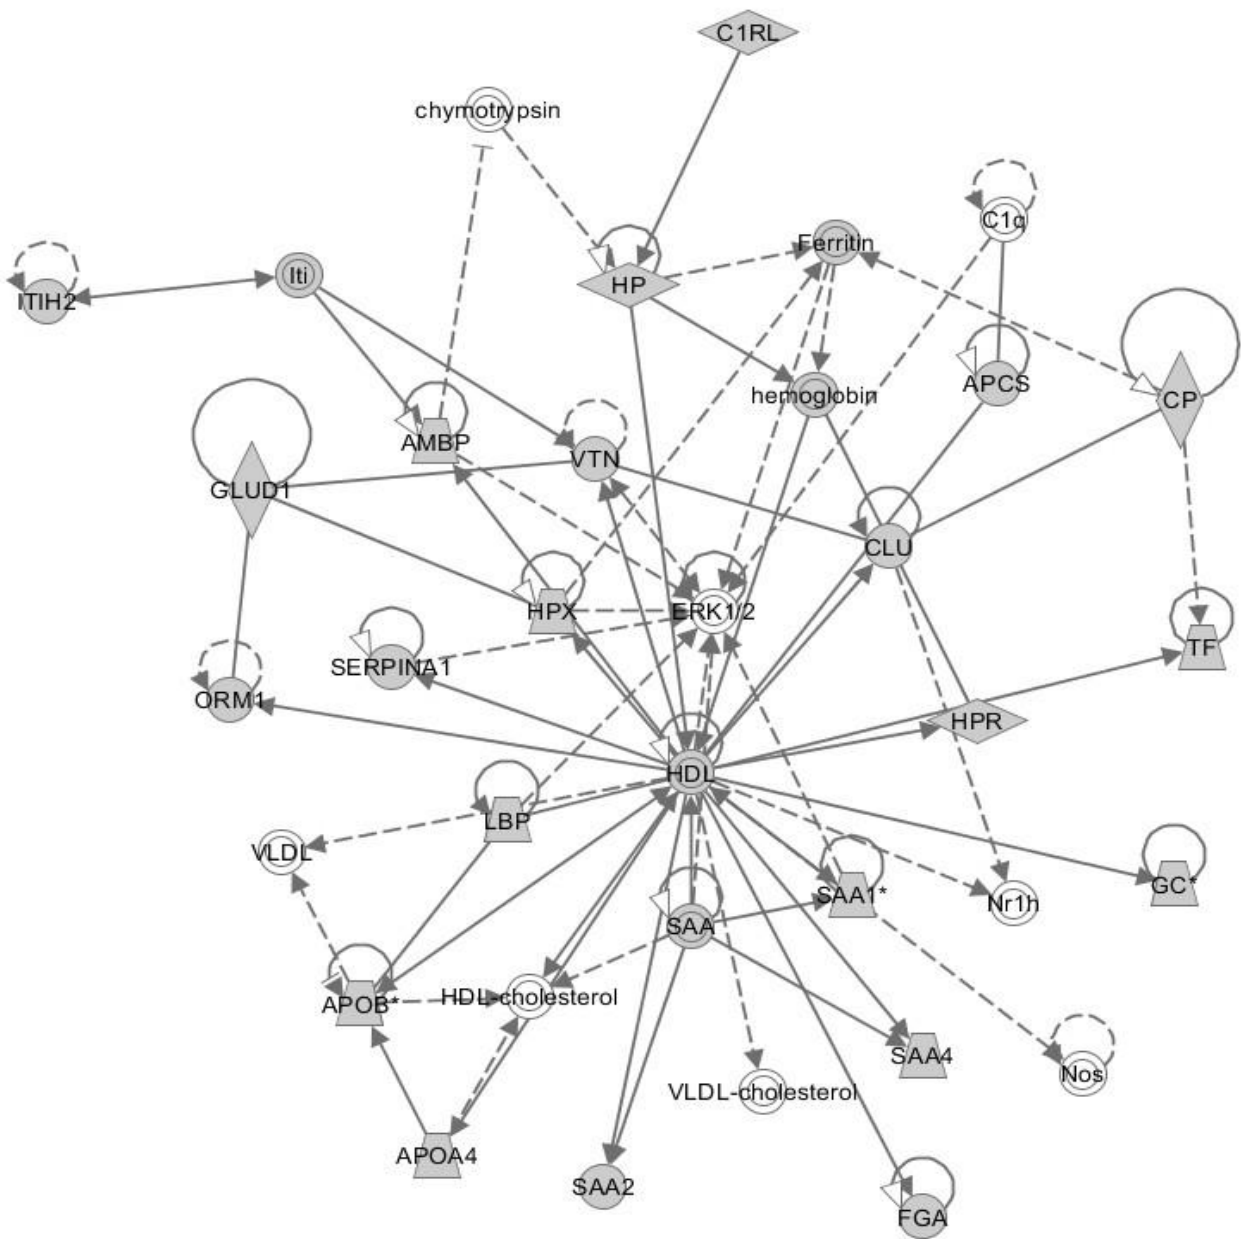 C1RL
chymotrypsin
C1q
Ferritin
Iti
HP
ITIH2
APCS
hemoglobin
CP
AMBP
VTN
GLUD1
CLU
HPX
ERK1/2
TF
SERPINA1
ORM1
HPR
HDL
LBP
VLDL
SAA1*
GC*
Nr1h
SAA
HDL-cholesterol
APOB*
SAA4
Nos
VLDL-cholesterol
APOA4
SAA2
FGA